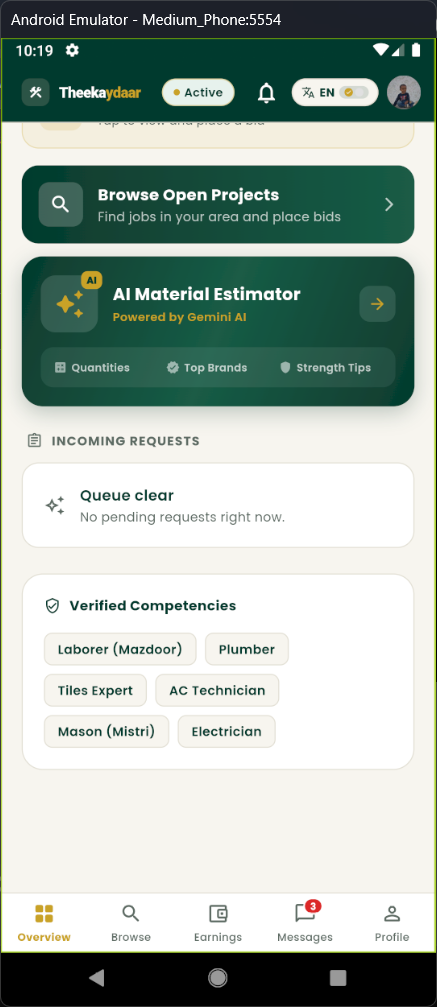 Android Emulator - Medium_Phone:5554
10:19
Theekaydaar
Active
EN
Tap to view and place a bid
Browse Open Projects
Find jobs in your area and place bids
AI
AI Material Estimator
Powered by Gemini AI
Quantities
Top Brands
Strength Tips
INCOMING REQUESTS
Queue clear
No pending requests right now.
Verified Competencies
Laborer (Mazdoor)
Plumber
Tiles Expert
AC Technician
Mason (Mistri)
Electrician
3
Overview
Browse
Earnings
Messages
Profile